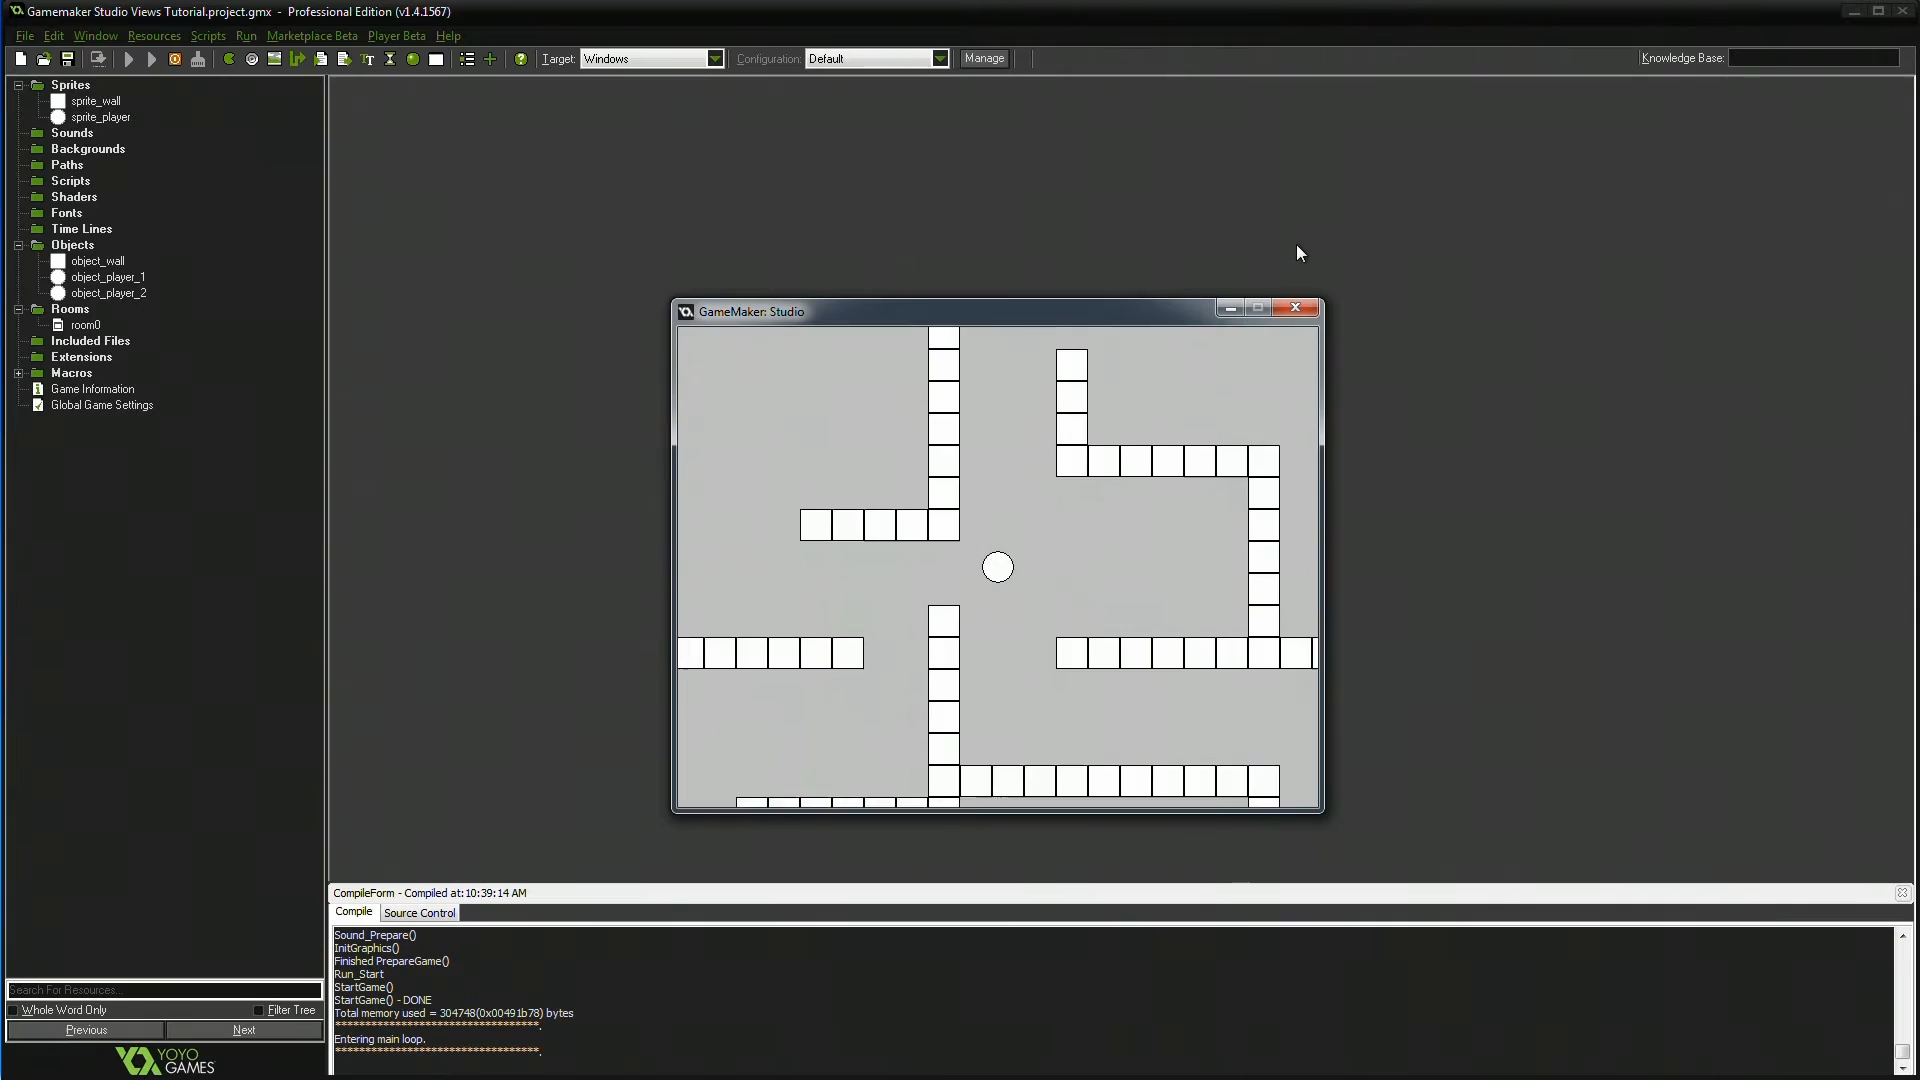 Gamemaker Studio Views Tutorial.project.gmx - Professional Edition (v1.4.1567)
File Edit Window Resources Scripts Run Marketplace Beta Player Beta Help
Target: Windows Configuration: Default Manage Knowledge Base:
Sprites
sprite_wall
sprite_player
Sounds
Backgrounds
Paths
Scripts
Shaders
Fonts
Time Lines
Objects
object_wall
object_player_1
object_player_2
Rooms
room0
Included Files
Extensions
Macros
Game Information
Global Game Settings
GameMaker: Studio
CompileForm - Compiled at:10:39:14 AM
Compile Source Control
Sound_Prepare()
InitGraphics()
Finished PrepareGame()
Run_Start
StartGame()
StartGame() - DONE
Total memory used = 304748(0x00491b78) bytes
***********************************.
Entering main loop.
***********************************.
Search For Resources...
Whole Word Only Filter Tree
Previous Next
YOYO
GAMES